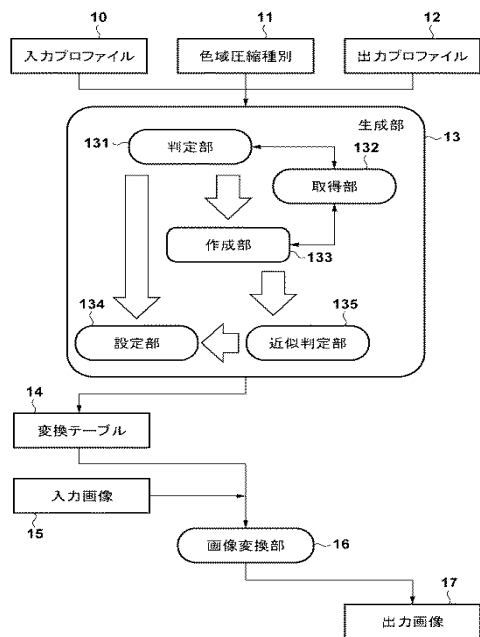 10
11
12
入力プロファイル
色域圧縮種別
出力プロファイル
生成部
13
131
判定部
132
取得部
作成部
133
134
設定部
135
近似判定部
14
変換テーブル
入力画像
15
画像変換部
16
17
出力画像